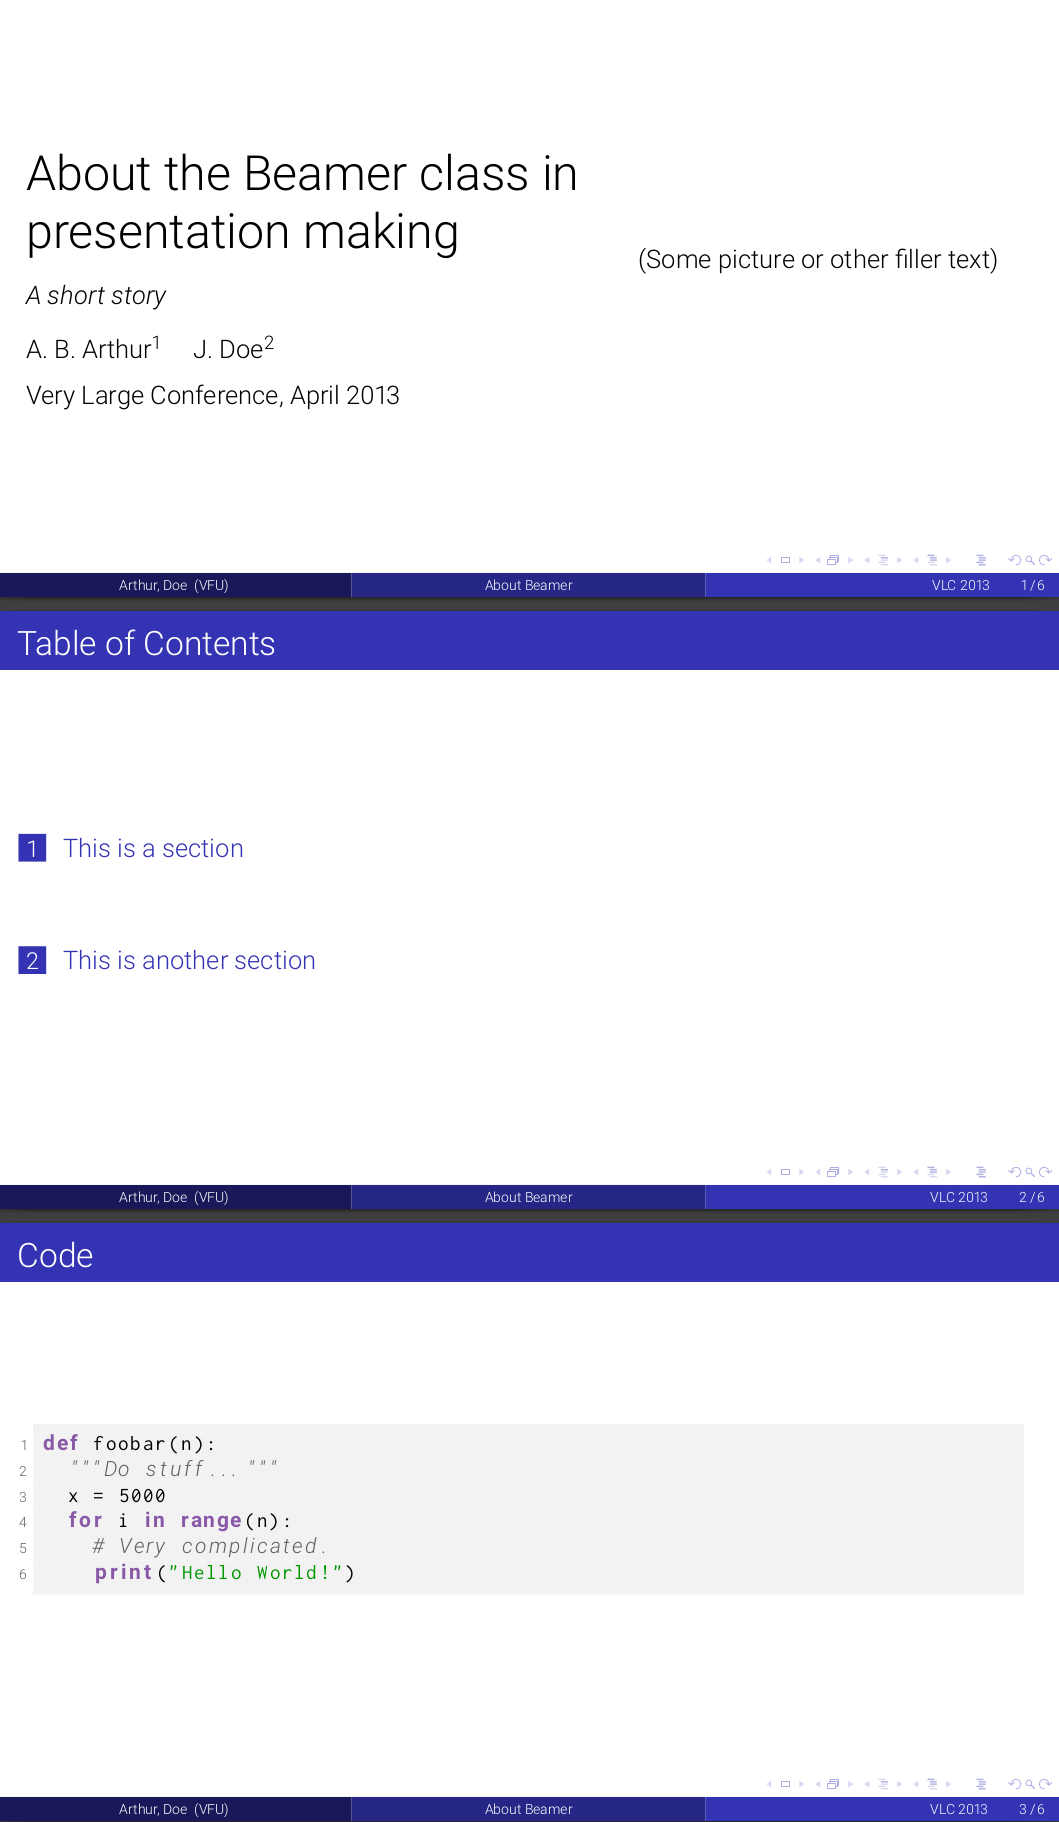 About the Beamer class in
presentation making
(Some picture or other filler text)
A short story
A. B. Arthur1 J. Doe2
Very Large Conference, April 2013
Arthur, Doe (VFU) About Beamer VLC 2013 1 / 6
Table of Contents
1 This is a section
2 This is another section
Arthur, Doe (VFU) About Beamer VLC 2013 2 / 6
Code
1 def foobar(n):
2 """Do stuff..."""
3 x = 5000
4 for i in range(n):
5 # Very complicated.
6 print("Hello World!")
Arthur, Doe (VFU) About Beamer VLC 2013 3 / 6